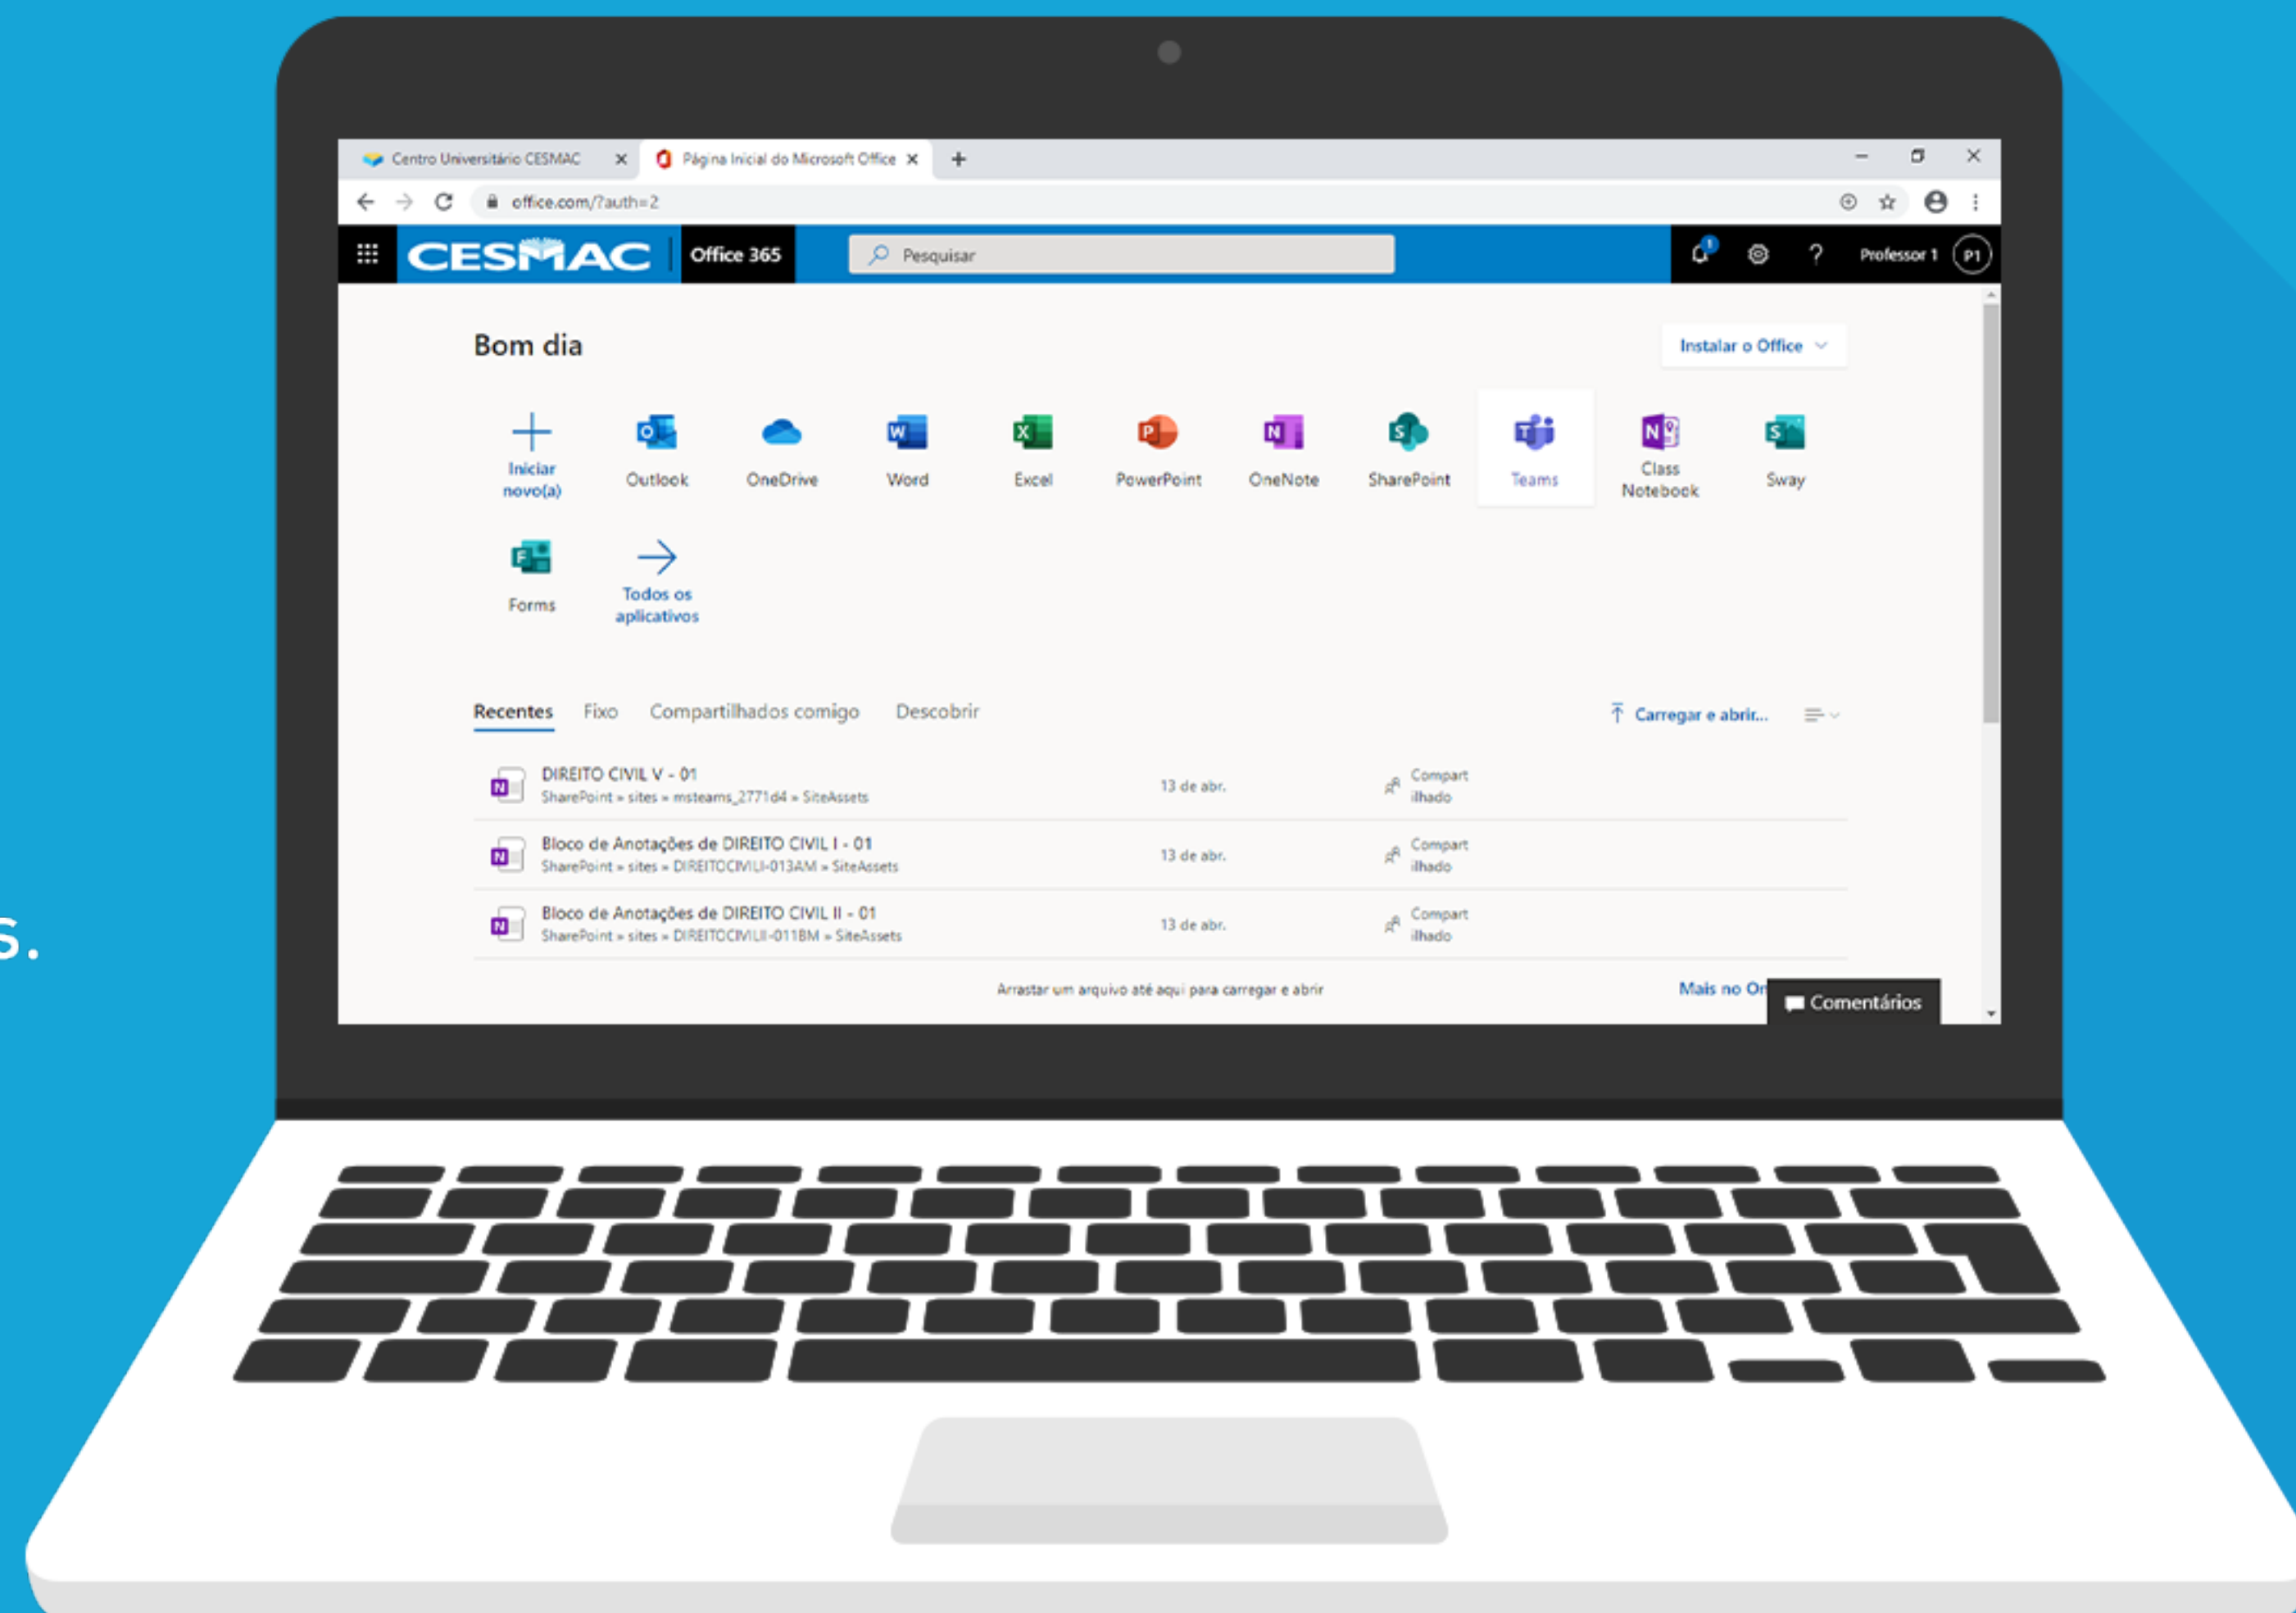 Centro Universitário CESMAC
Página Inicial do Microsoft Office
office.com/?auth=2
CESMAC
Office 365
Pesquisar
1
?
Professor 1
P1
Bom dia
Instalar o Office
Iniciar
novo(a)
Outlook
OneDrive
Word
Excel
PowerPoint
OneNote
SharePoint
Teams
Class
Notebook
Sway
Forms
Todos os
aplicativos
Recentes
Fixo
Compartilhados comigo
Descobrir
Carregar e abrir...
DIREITO CIVIL V - 01
SharePoint » sites » msteams_2771d4 » SiteAssets
13 de abr.
Compart
ilhado
Bloco de Anotações de DIREITO CIVIL I - 01
SharePoint » sites » DIREITOCIVILI-013AM » SiteAssets
13 de abr.
Compart
ilhado
Bloco de Anotações de DIREITO CIVIL II - 01
SharePoint » sites » DIREITOCIVILII-011BM » SiteAssets
13 de abr.
Compart
ilhado
s.
Arrastar um arquivo até aqui para carregar e abrir
Mais no On
Comentários